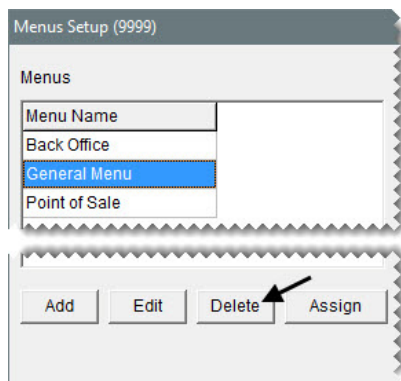 Menus Setup (9999)
Menus
Menu Name
Back Office
General Menu
Point of Sale
Add Edit Delete Assign